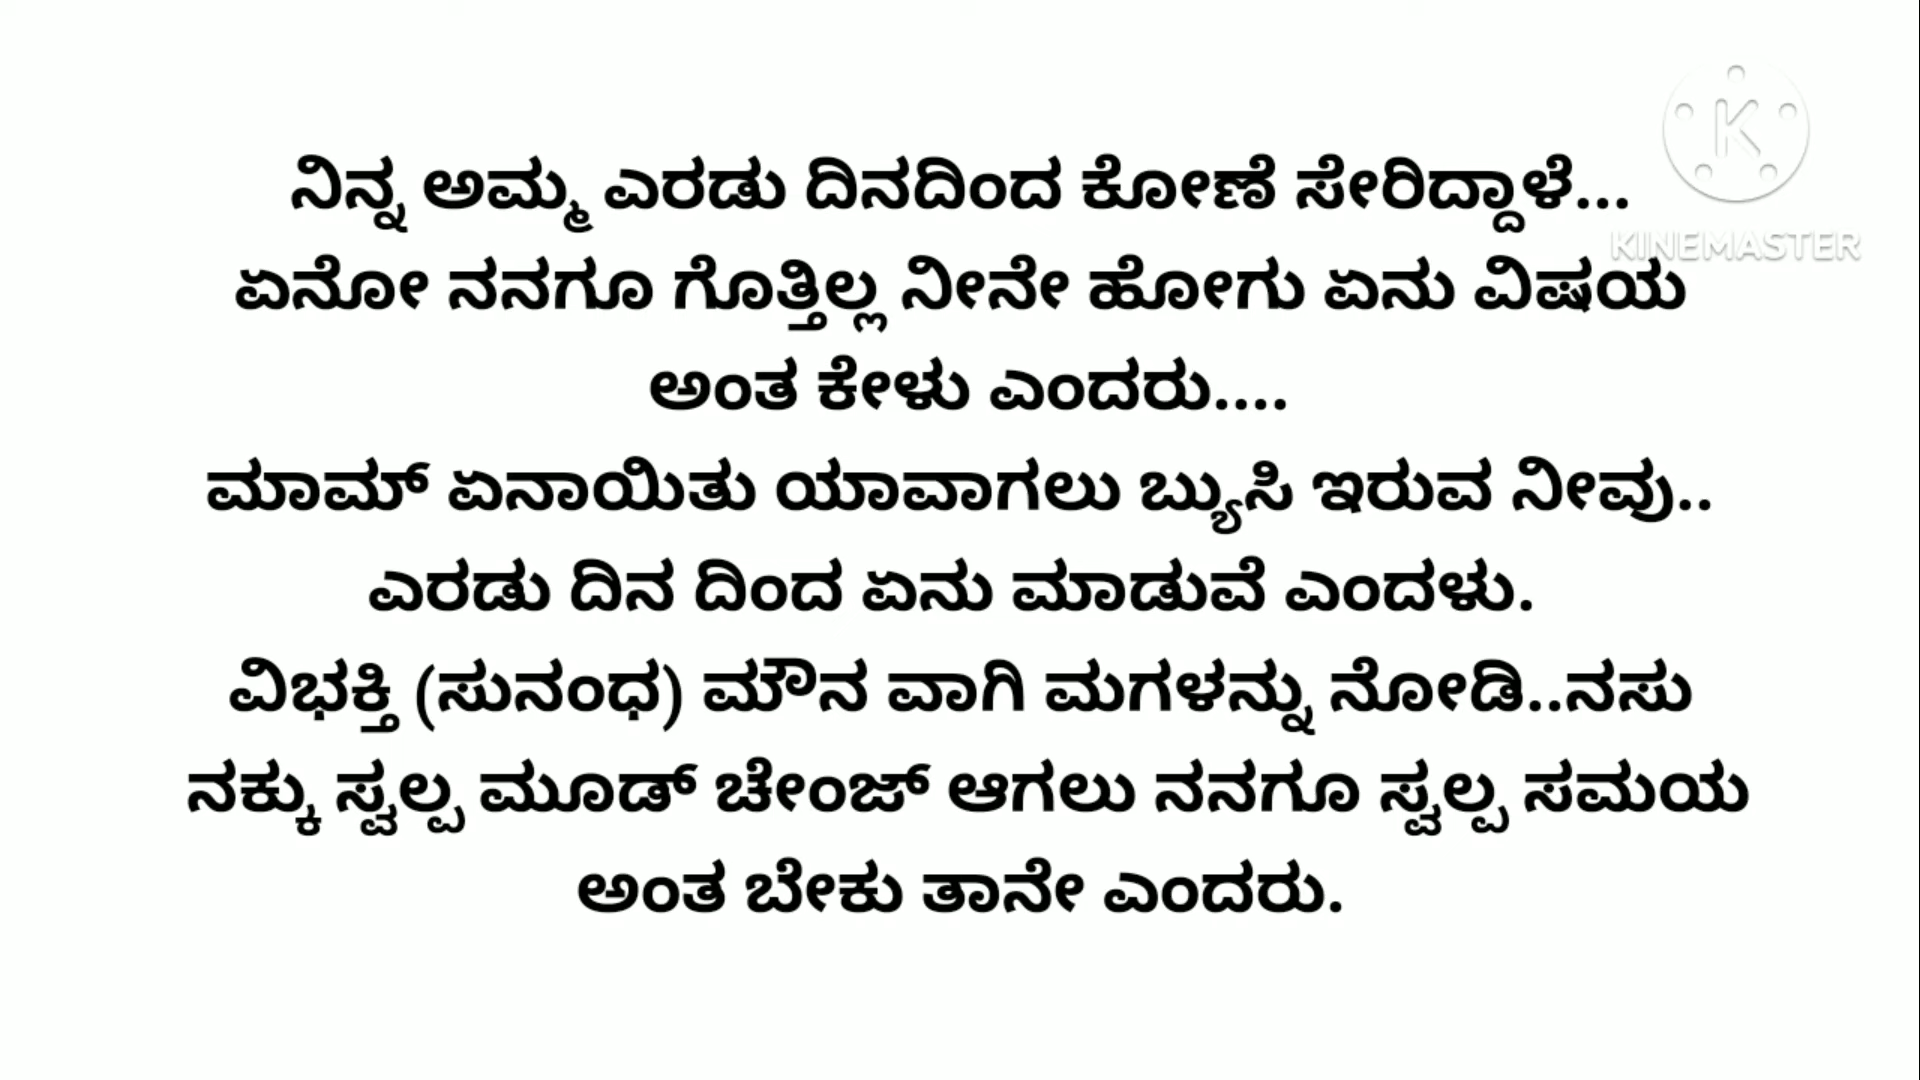 ನಿನ್ನ ಅಮ್ಮ ಎರಡು ದಿನದಿಂದ ಕೋಣೆ ಸೇರಿದ್ದಾಳೆ...
ಏನೋ ನನಗೂ ಗೊತ್ತಿಲ್ಲ ನೀನೇ ಹೋಗು ಏನು ವಿಷಯ
ಅಂತ ಕೇಳು ಎಂದರು....
ಮಾಮ್ ಏನಾಯಿತು ಯಾವಾಗಲು ಬ್ಯುಸಿ ಇರುವ ನೀವು..
ಎರಡು ದಿನ ದಿಂದ ಏನು ಮಾಡುವೆ ಎಂದಳು.
ವಿಭಕ್ತಿ (ಸುನಂಧ) ಮೌನ ವಾಗಿ ಮಗಳನ್ನು ನೋಡಿ..ನಸು
ನಕ್ಕು ಸ್ವಲ್ಪ ಮೂಡ್ ಚೇಂಜ್ ಆಗಲು ನನಗೂ ಸ್ವಲ್ಪ ಸಮಯ
ಅಂತ ಬೇಕು ತಾನೇ ಎಂದರು.
K
KINEMASTER